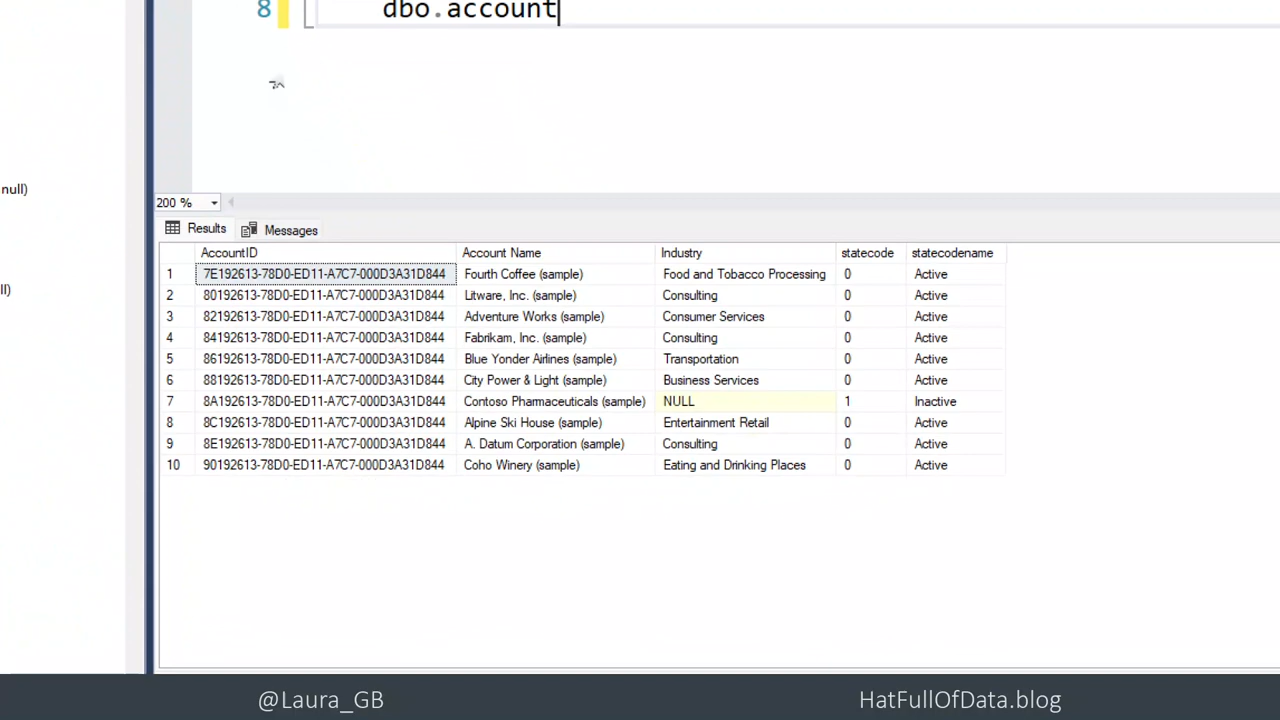 8 dbo.account
null)
200 %
ll)
Results Messages
AccountID Account Name Industry statecode statecodename
1 7E192613-78D0-ED11-A7C7-000D3A31D844 Fourth Coffee (sample) Food and Tobacco Processing 0 Active
2 80192613-78D0-ED11-A7C7-000D3A31D844 Litware, Inc. (sample) Consulting 0 Active
3 82192613-78D0-ED11-A7C7-000D3A31D844 Adventure Works (sample) Consumer Services 0 Active
4 84192613-78D0-ED11-A7C7-000D3A31D844 Fabrikam, Inc. (sample) Consulting 0 Active
5 86192613-78D0-ED11-A7C7-000D3A31D844 Blue Yonder Airlines (sample) Transportation 0 Active
6 88192613-78D0-ED11-A7C7-000D3A31D844 City Power & Light (sample) Business Services 0 Active
7 8A192613-78D0-ED11-A7C7-000D3A31D844 Contoso Pharmaceuticals (sample) NULL 1 Inactive
8 8C192613-78D0-ED11-A7C7-000D3A31D844 Alpine Ski House (sample) Entertainment Retail 0 Active
9 8E192613-78D0-ED11-A7C7-000D3A31D844 A. Datum Corporation (sample) Consulting 0 Active
10 90192613-78D0-ED11-A7C7-000D3A31D844 Coho Winery (sample) Eating and Drinking Places 0 Active
@Laura_GB HatFullOfData.blog